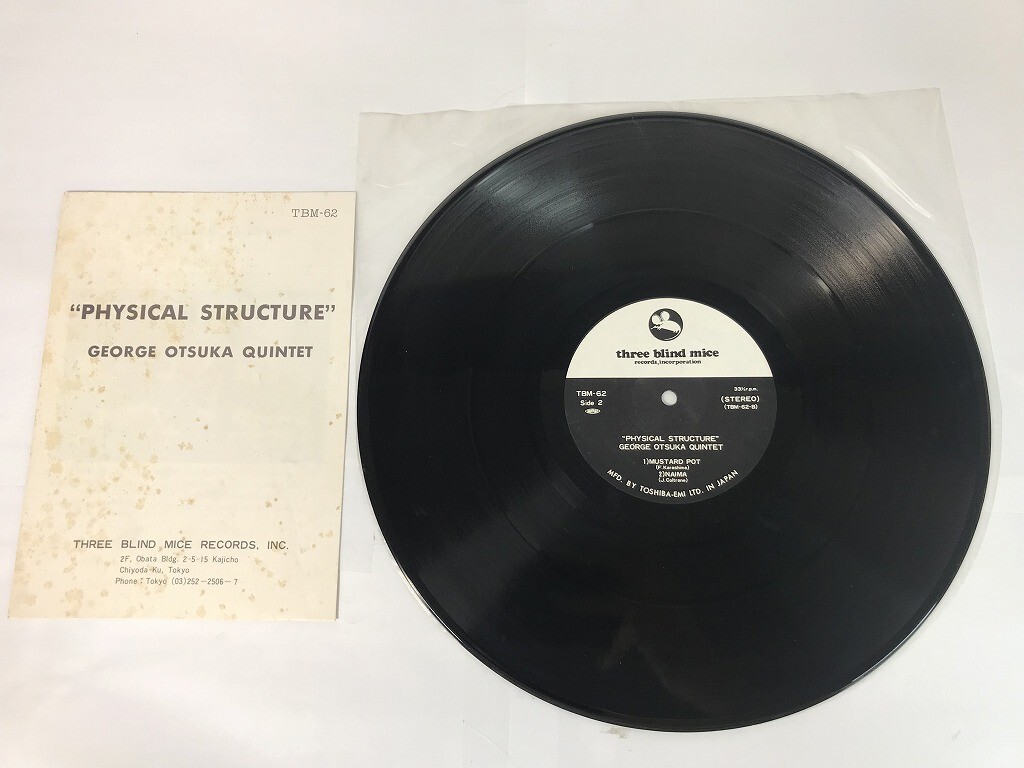 TBM-62
“PHYSICAL STRUCTURE”
GEORGE OTSUKA QUINTET
THREE BLIND MICE RECORDS, INC.
2F, Obata Bldg. 2-5-15 Kajicho
Chiyoda-Ku, Tokyo
Phone : Tokyo (03)252-2506-7
three blind mice
records, incorporation
TBM-62
Side 2
33⅓r.p.m.
(STEREO)
(TBM-62-B)
"PHYSICAL STRUCTURE"
GEORGE OTSUKA QUINTET
1)MUSTARD POT
(F.Karashima)
2)NAIMA
(J.Coltrane)
MFD. BY TOSHIBA-EMI LTD. IN JAPAN